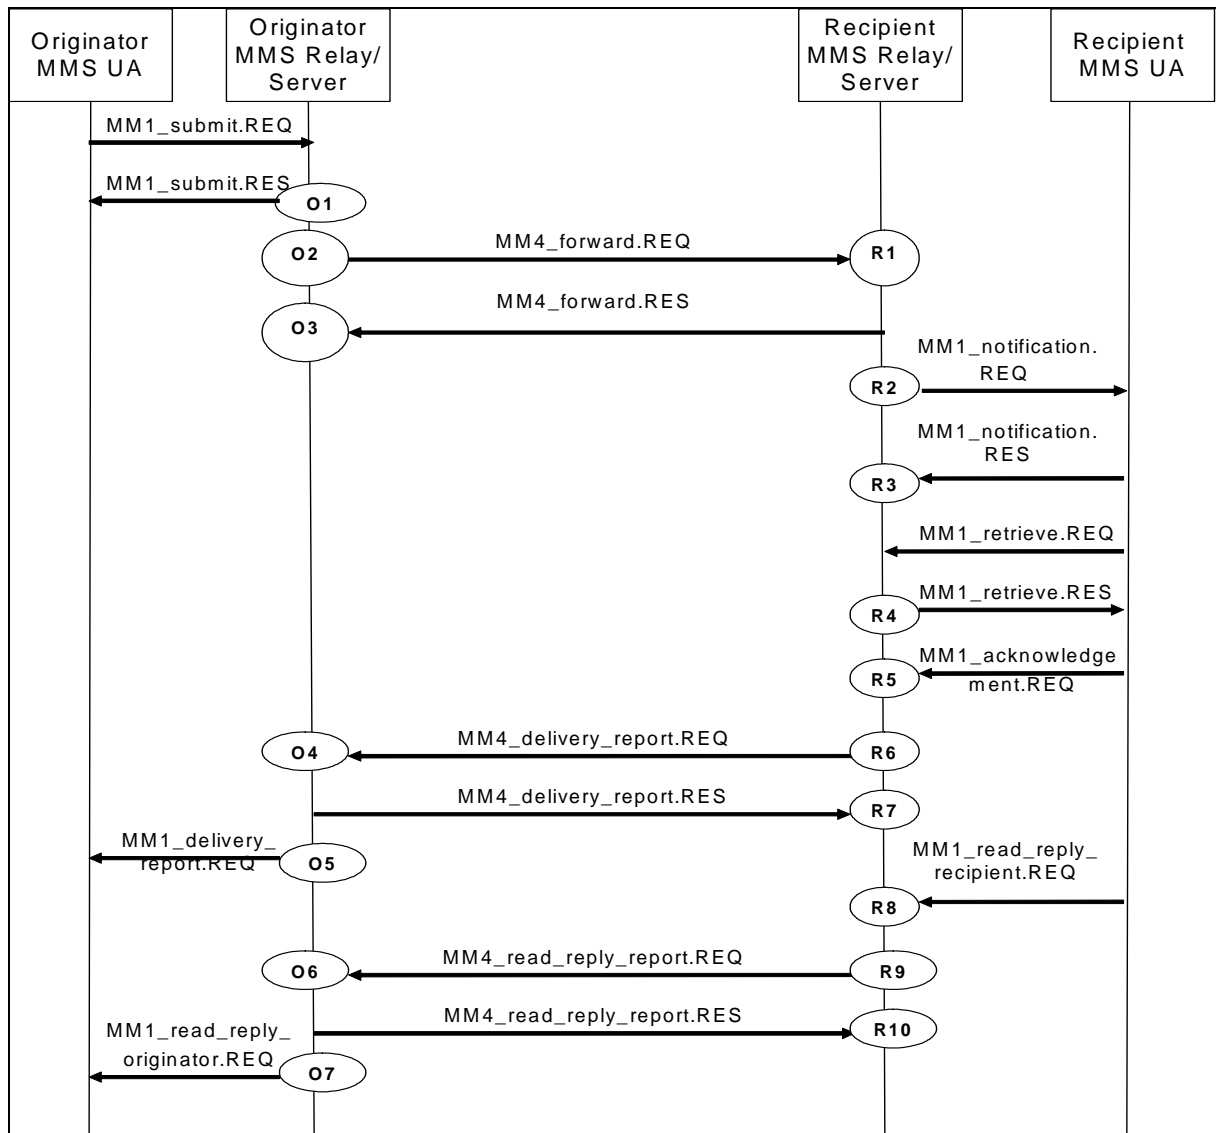 Originator
MMS UA
Originator
MMS Relay/
Server
Recipient
MMS Relay/
Server
Recipient
MMS UA
MM1_submit.REQ
MM1_submit.RES
O1
O2
MM4_forward.REQ
R1
O3
MM4_forward.RES
MM1_notification.
REQ
R2
MM1_notification.
RES
R3
MM1_retrieve.REQ
MM1_retrieve.RES
R4
MM1_acknowledge
ment.REQ
R5
O4
MM4_delivery_report.REQ
R6
MM4_delivery_report.RES
R7
MM1_delivery_
report.REQ
O5
MM1_read_reply_
recipient.REQ
R8
O6
MM4_read_reply_report.REQ
R9
MM4_read_reply_report.RES
R10
MM1_read_reply_
originator.REQ
O7